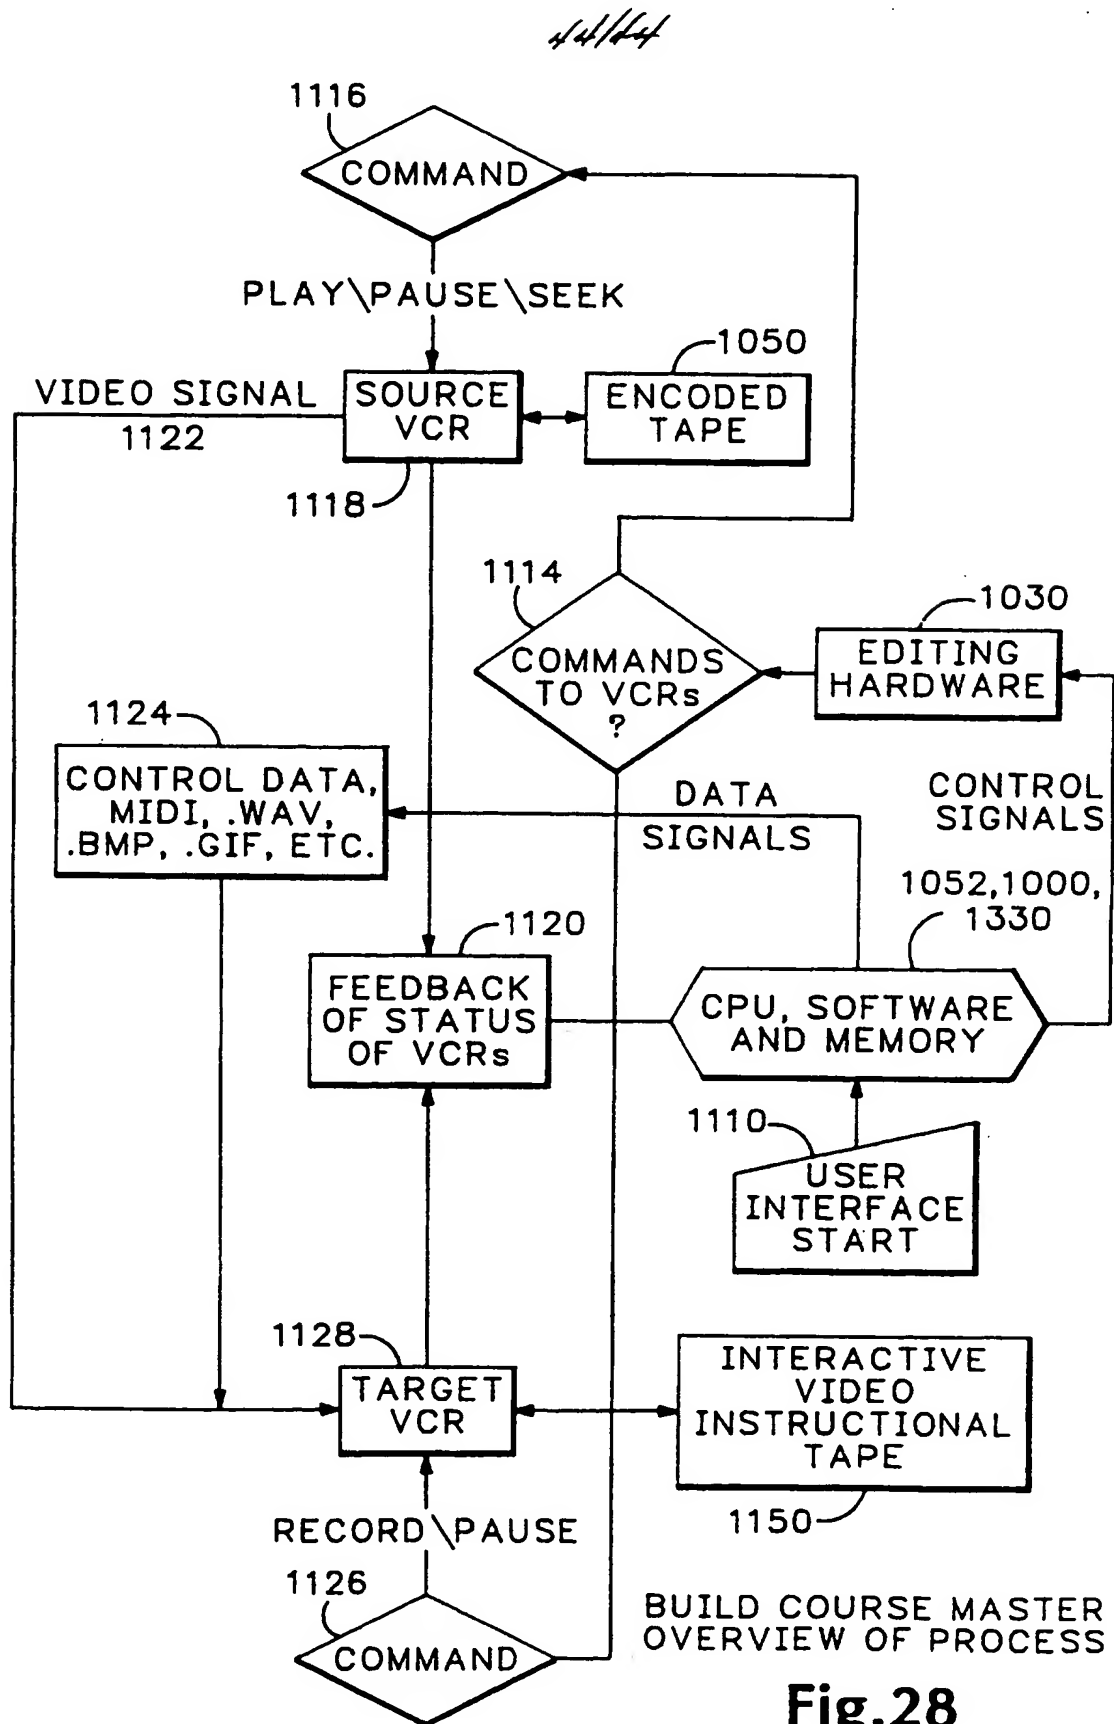 44/44
1116
COMMAND
PLAY\PAUSE\SEEK
1050
VIDEO SIGNAL
1122
SOURCE
VCR
ENCODED
TAPE
1118
1114
1030
COMMANDS
TO VCRs
?
EDITING
HARDWARE
1124
CONTROL DATA,
MIDI, .WAV,
.BMP, .GIF, ETC.
DATA
SIGNALS
CONTROL
SIGNALS
1052,1000,
1330
1120
FEEDBACK
OF STATUS
OF VCRs
CPU, SOFTWARE
AND MEMORY
1110
USER
INTERFACE
START
1128
TARGET
VCR
INTERACTIVE
VIDEO
INSTRUCTIONAL
TAPE
1150
RECORD\PAUSE
1126
COMMAND
BUILD COURSE MASTER
OVERVIEW OF PROCESS
Fig.28